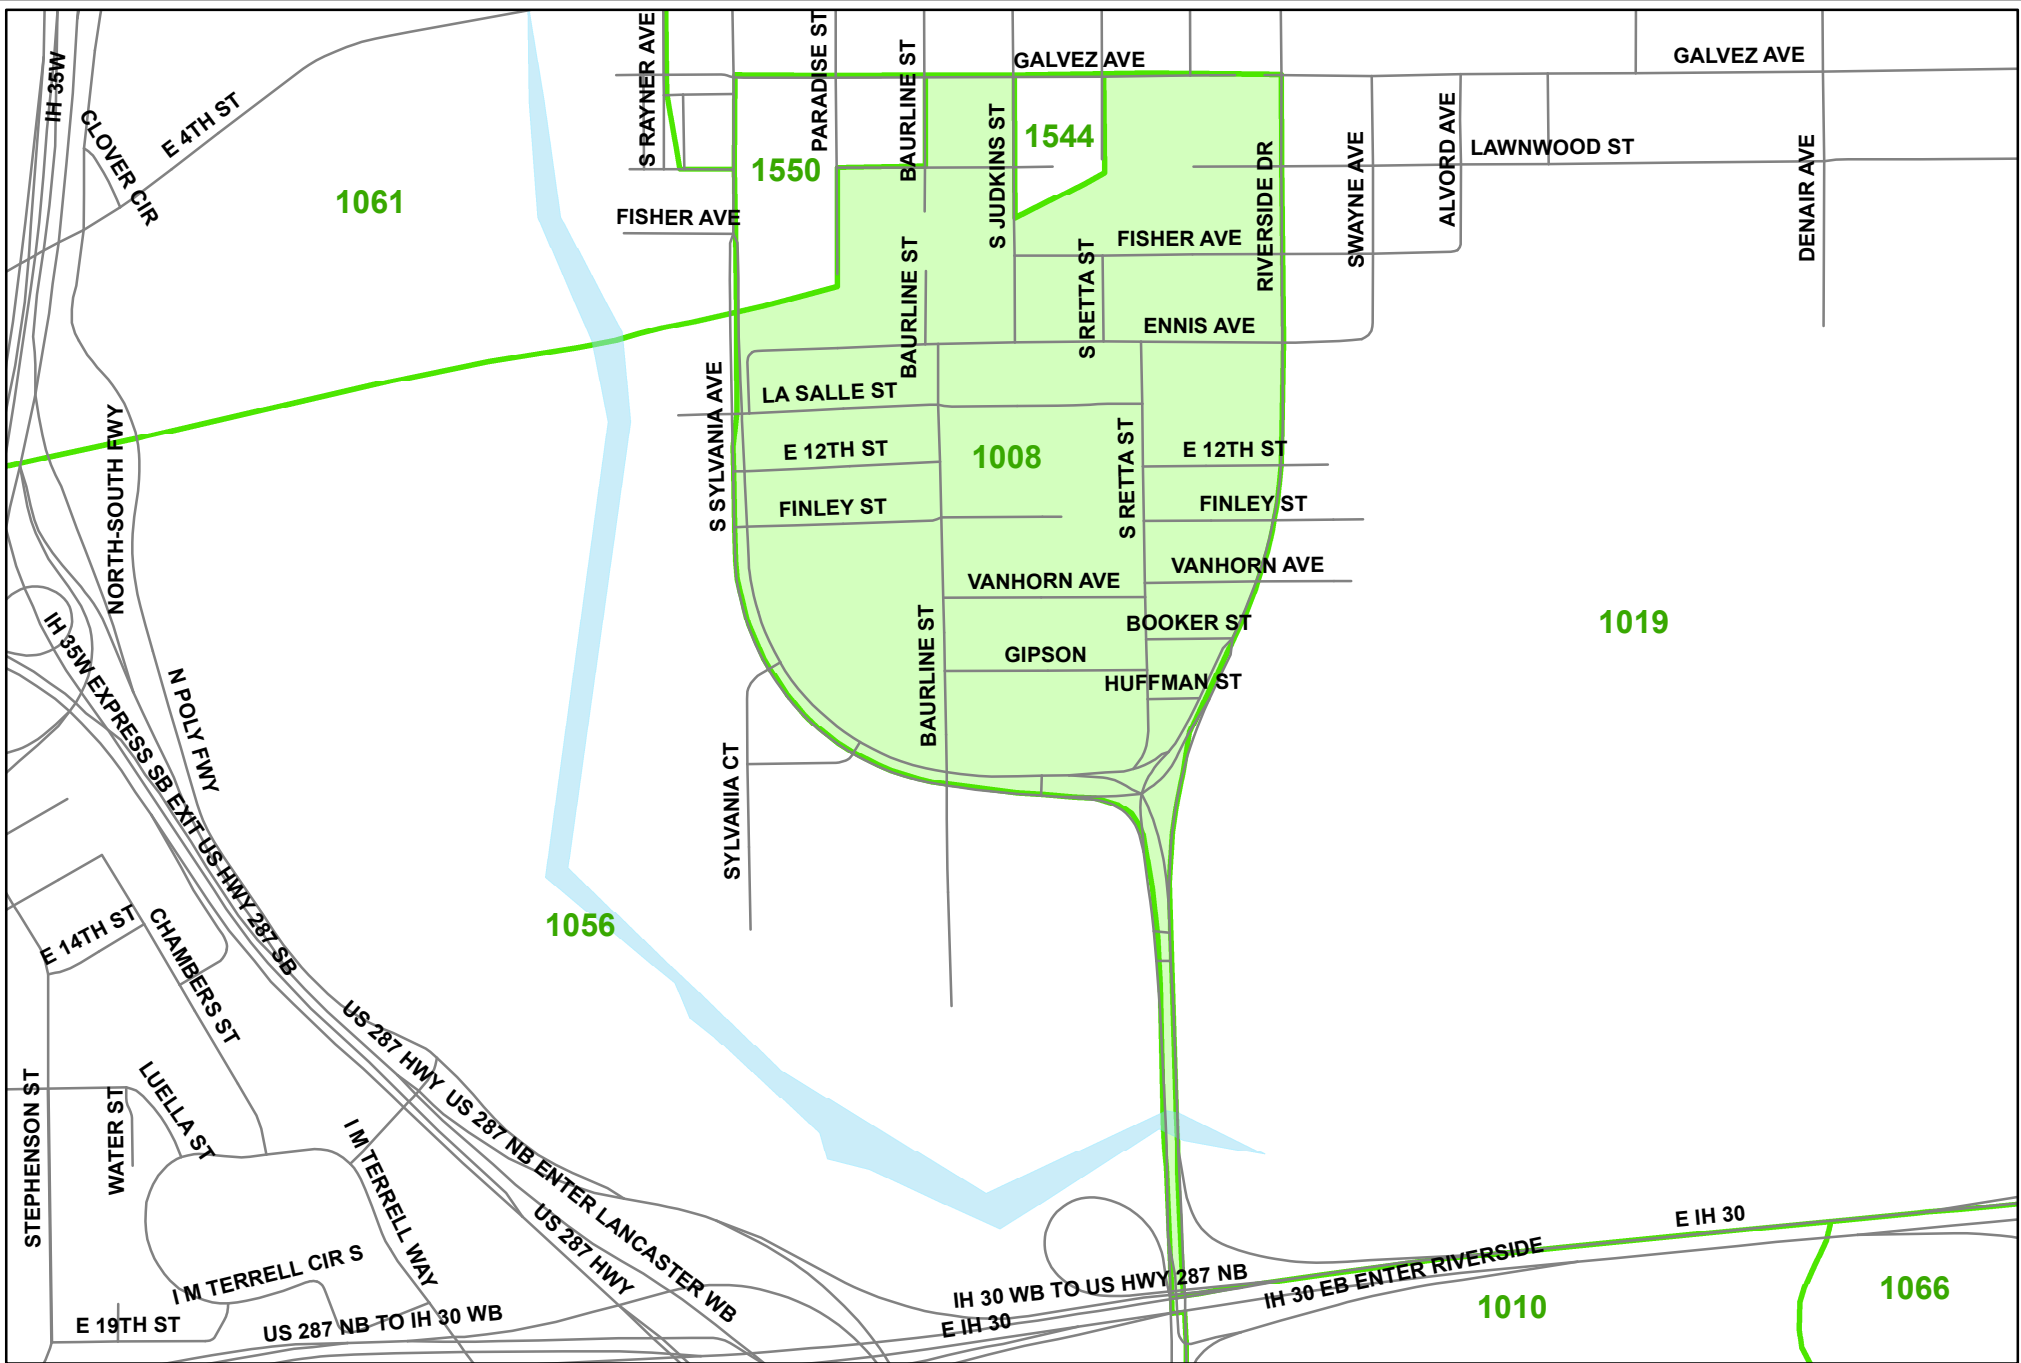 IH 35W
CLOVER CIR
E 4TH ST
S RAYNER AVE
PARADISE ST
BAURLINE ST
GALVEZ AVE
GALVEZ AVE
1061
1550
1544
S JUDKINS ST
RIVERSIDE DR
SWAYNE AVE
ALVORD AVE
LAWNWOOD ST
DENAIR AVE
FISHER AVE
FISHER AVE
BAURLINE ST
S RETTA ST
ENNIS AVE
S SYLVANIA AVE
LA SALLE ST
NORTH-SOUTH FWY
E 12TH ST
1008
S RETTA ST
E 12TH ST
FINLEY ST
FINLEY ST
VANHORN AVE
VANHORN AVE
BOOKER ST
1019
GIPSON
HUFFMAN ST
BAURLINE ST
IH 35W EXPRESS SB EXIT US HWY 287 SB
N POLY FWY
SYLVANIA CT
1056
E 14TH ST
CHAMBERS ST
US 287 HWY
US 287 NB ENTER LANCASTER WB
STEPHENSON ST
WATER ST
LUELLA ST
I M TERRELL WAY
US 287 HWY
I M TERRELL CIR S
E 19TH ST
US 287 NB TO IH 30 WB
IH 30 WB TO US HWY 287 NB
E IH 30
IH 30 EB ENTER RIVERSIDE
E IH 30
1010
1066